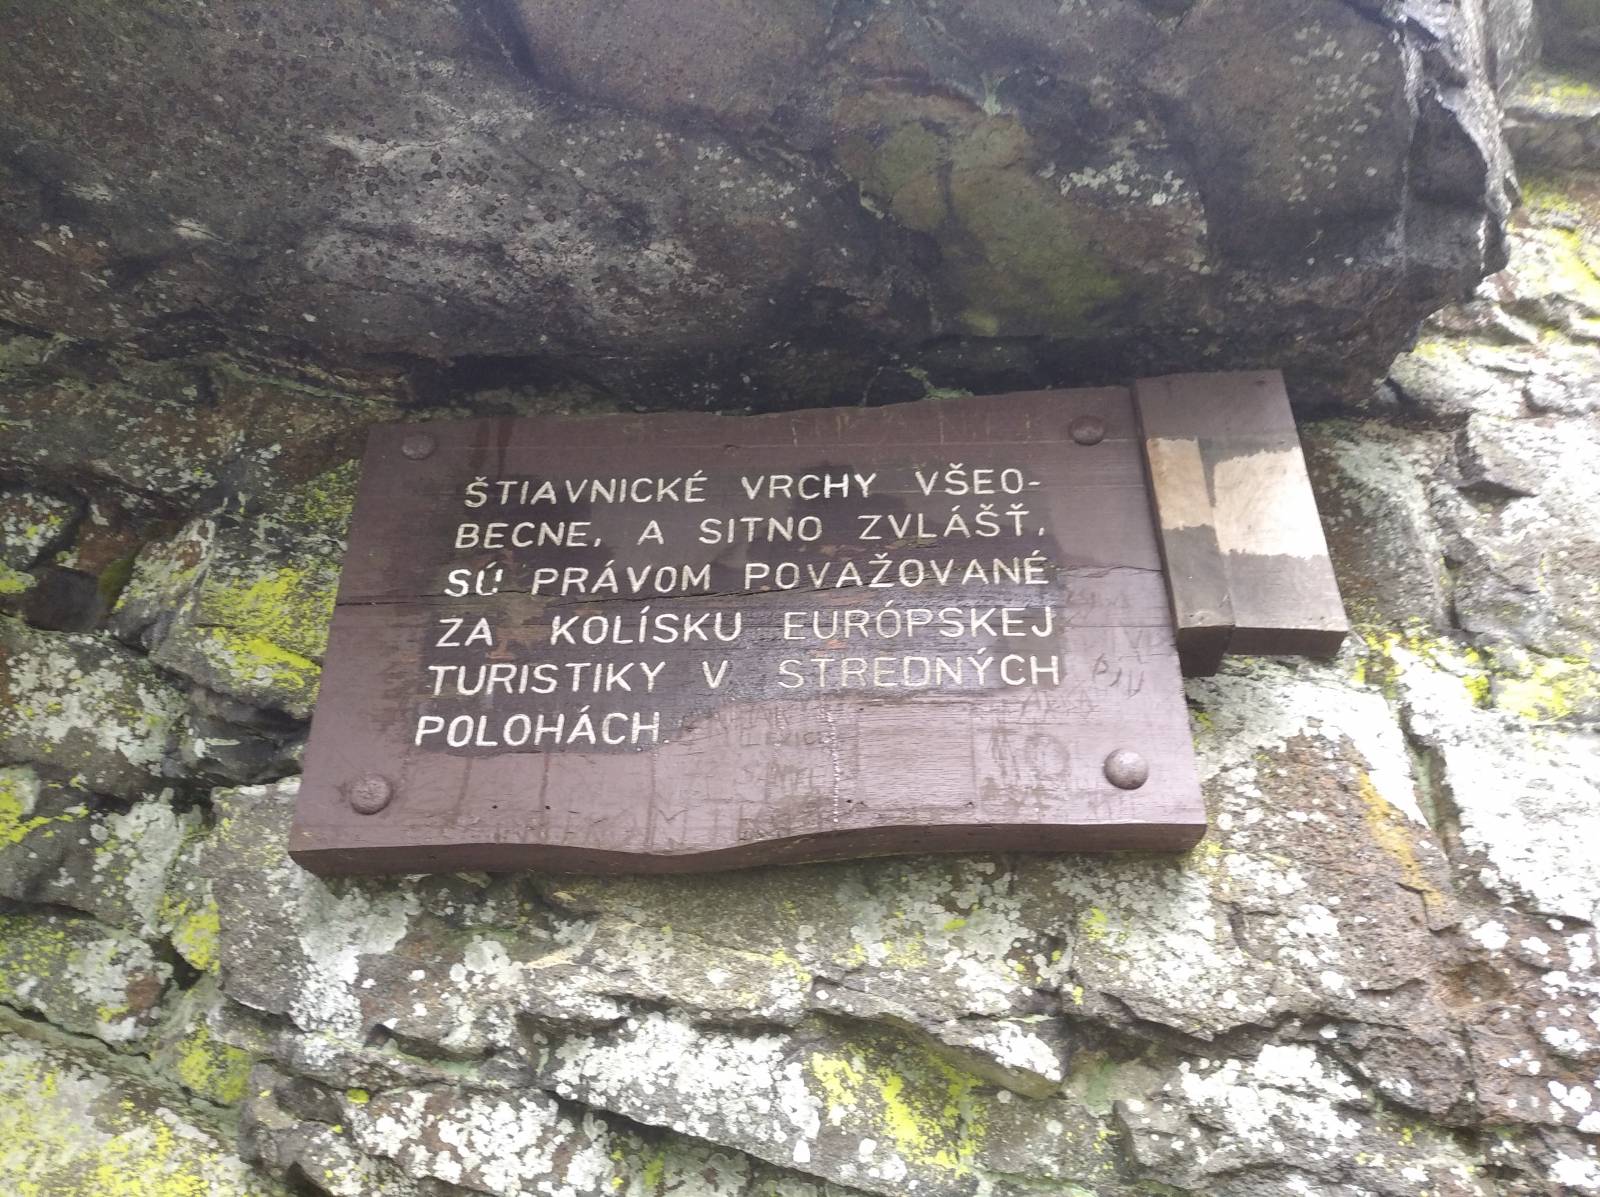 ŠTIAVNICKÉ VRCHY VŠEO-
BECNE, A SITNO ZVLÁŠŤ,
SÚ PRÁVOM POVAŽOVANÉ
ZA KOLÍSKU EURÓPSKEJ
TURISTIKY V STREDNÝCH
POLOHÁCH.